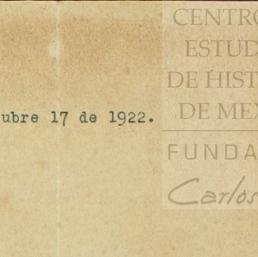 CENTRO
ESTUD
DE HIST
DE MEX
ubre 17 de 1922.
FUNDA
Carlos